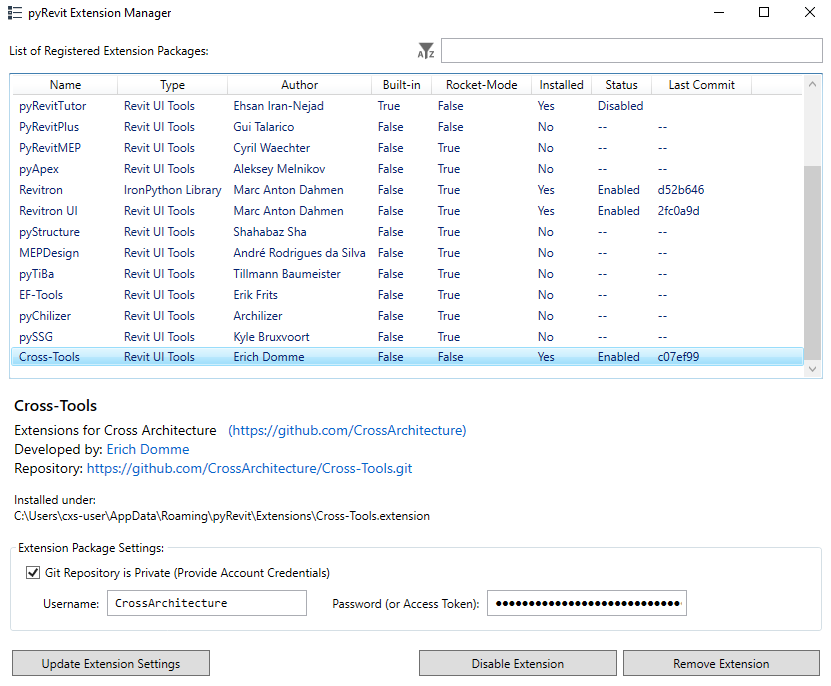 pyRevit Extension Manager
List of Registered Extension Packages:
Name Type Author Built-in Rocket-Mode Installed Status Last Commit
pyRevitTutor Revit UI Tools Ehsan Iran-Nejad True False Yes Disabled
PyRevitPlus Revit UI Tools Gui Talarico False False No -- --
PyRevitMEP Revit UI Tools Cyril Waechter False True No -- --
pyApex Revit UI Tools Aleksey Melnikov False True No -- --
Revitron IronPython Library Marc Anton Dahmen False True Yes Enabled d52b646
Revitron UI Revit UI Tools Marc Anton Dahmen False True Yes Enabled 2fc0a9d
pyStructure Revit UI Tools Shahabaz Sha False True No -- --
MEPDesign Revit UI Tools André Rodrigues da Silva False True No -- --
pyTiBa Revit UI Tools Tillmann Baumeister False True No -- --
EF-Tools Revit UI Tools Erik Frits False True No -- --
pyChilizer Revit UI Tools Archilizer False True No -- --
pySSG Revit UI Tools Kyle Bruxvoort False True No -- --
Cross-Tools Revit UI Tools Erich Domme False False Yes Enabled c07ef99
Cross-Tools
Extensions for Cross Architecture (https://github.com/CrossArchitecture)
Developed by: Erich Domme
Repository: https://github.com/CrossArchitecture/Cross-Tools.git
Installed under:
C:\Users\cxs-user\AppData\Roaming\pyRevit\Extensions\Cross-Tools.extension
Extension Package Settings:
Git Repository is Private (Provide Account Credentials)
Username: CrossArchitecture Password (or Access Token): ●●●●●●●●●●●●●●●●●●●●●●●●●●●●
Update Extension Settings Disable Extension Remove Extension